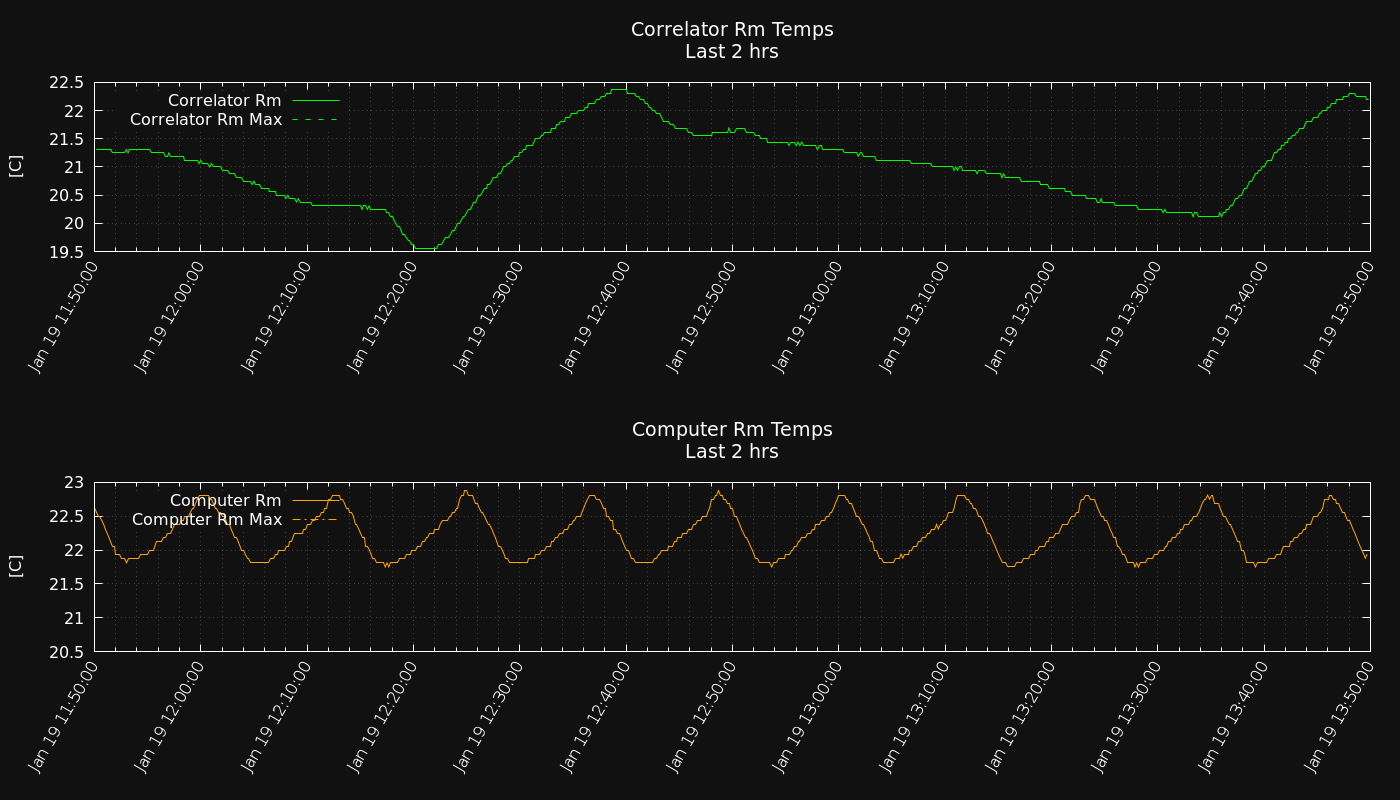 Correlator Rm Temps
Last 2 hrs
22.5
22
21.5
21
20.5
20
19.5
[C]
Correlator Rm
Correlator Rm Max
Jan 19 11:50:00
Jan 19 12:00:00
Jan 19 12:10:00
Jan 19 12:20:00
Jan 19 12:30:00
Jan 19 12:40:00
Jan 19 12:50:00
Jan 19 13:00:00
Jan 19 13:10:00
Jan 19 13:20:00
Jan 19 13:30:00
Jan 19 13:40:00
Jan 19 13:50:00
Computer Rm Temps
Last 2 hrs
23
22.5
22
21.5
21
20.5
[C]
Computer Rm
Computer Rm Max
Jan 19 11:50:00
Jan 19 12:00:00
Jan 19 12:10:00
Jan 19 12:20:00
Jan 19 12:30:00
Jan 19 12:40:00
Jan 19 12:50:00
Jan 19 13:00:00
Jan 19 13:10:00
Jan 19 13:20:00
Jan 19 13:30:00
Jan 19 13:40:00
Jan 19 13:50:00